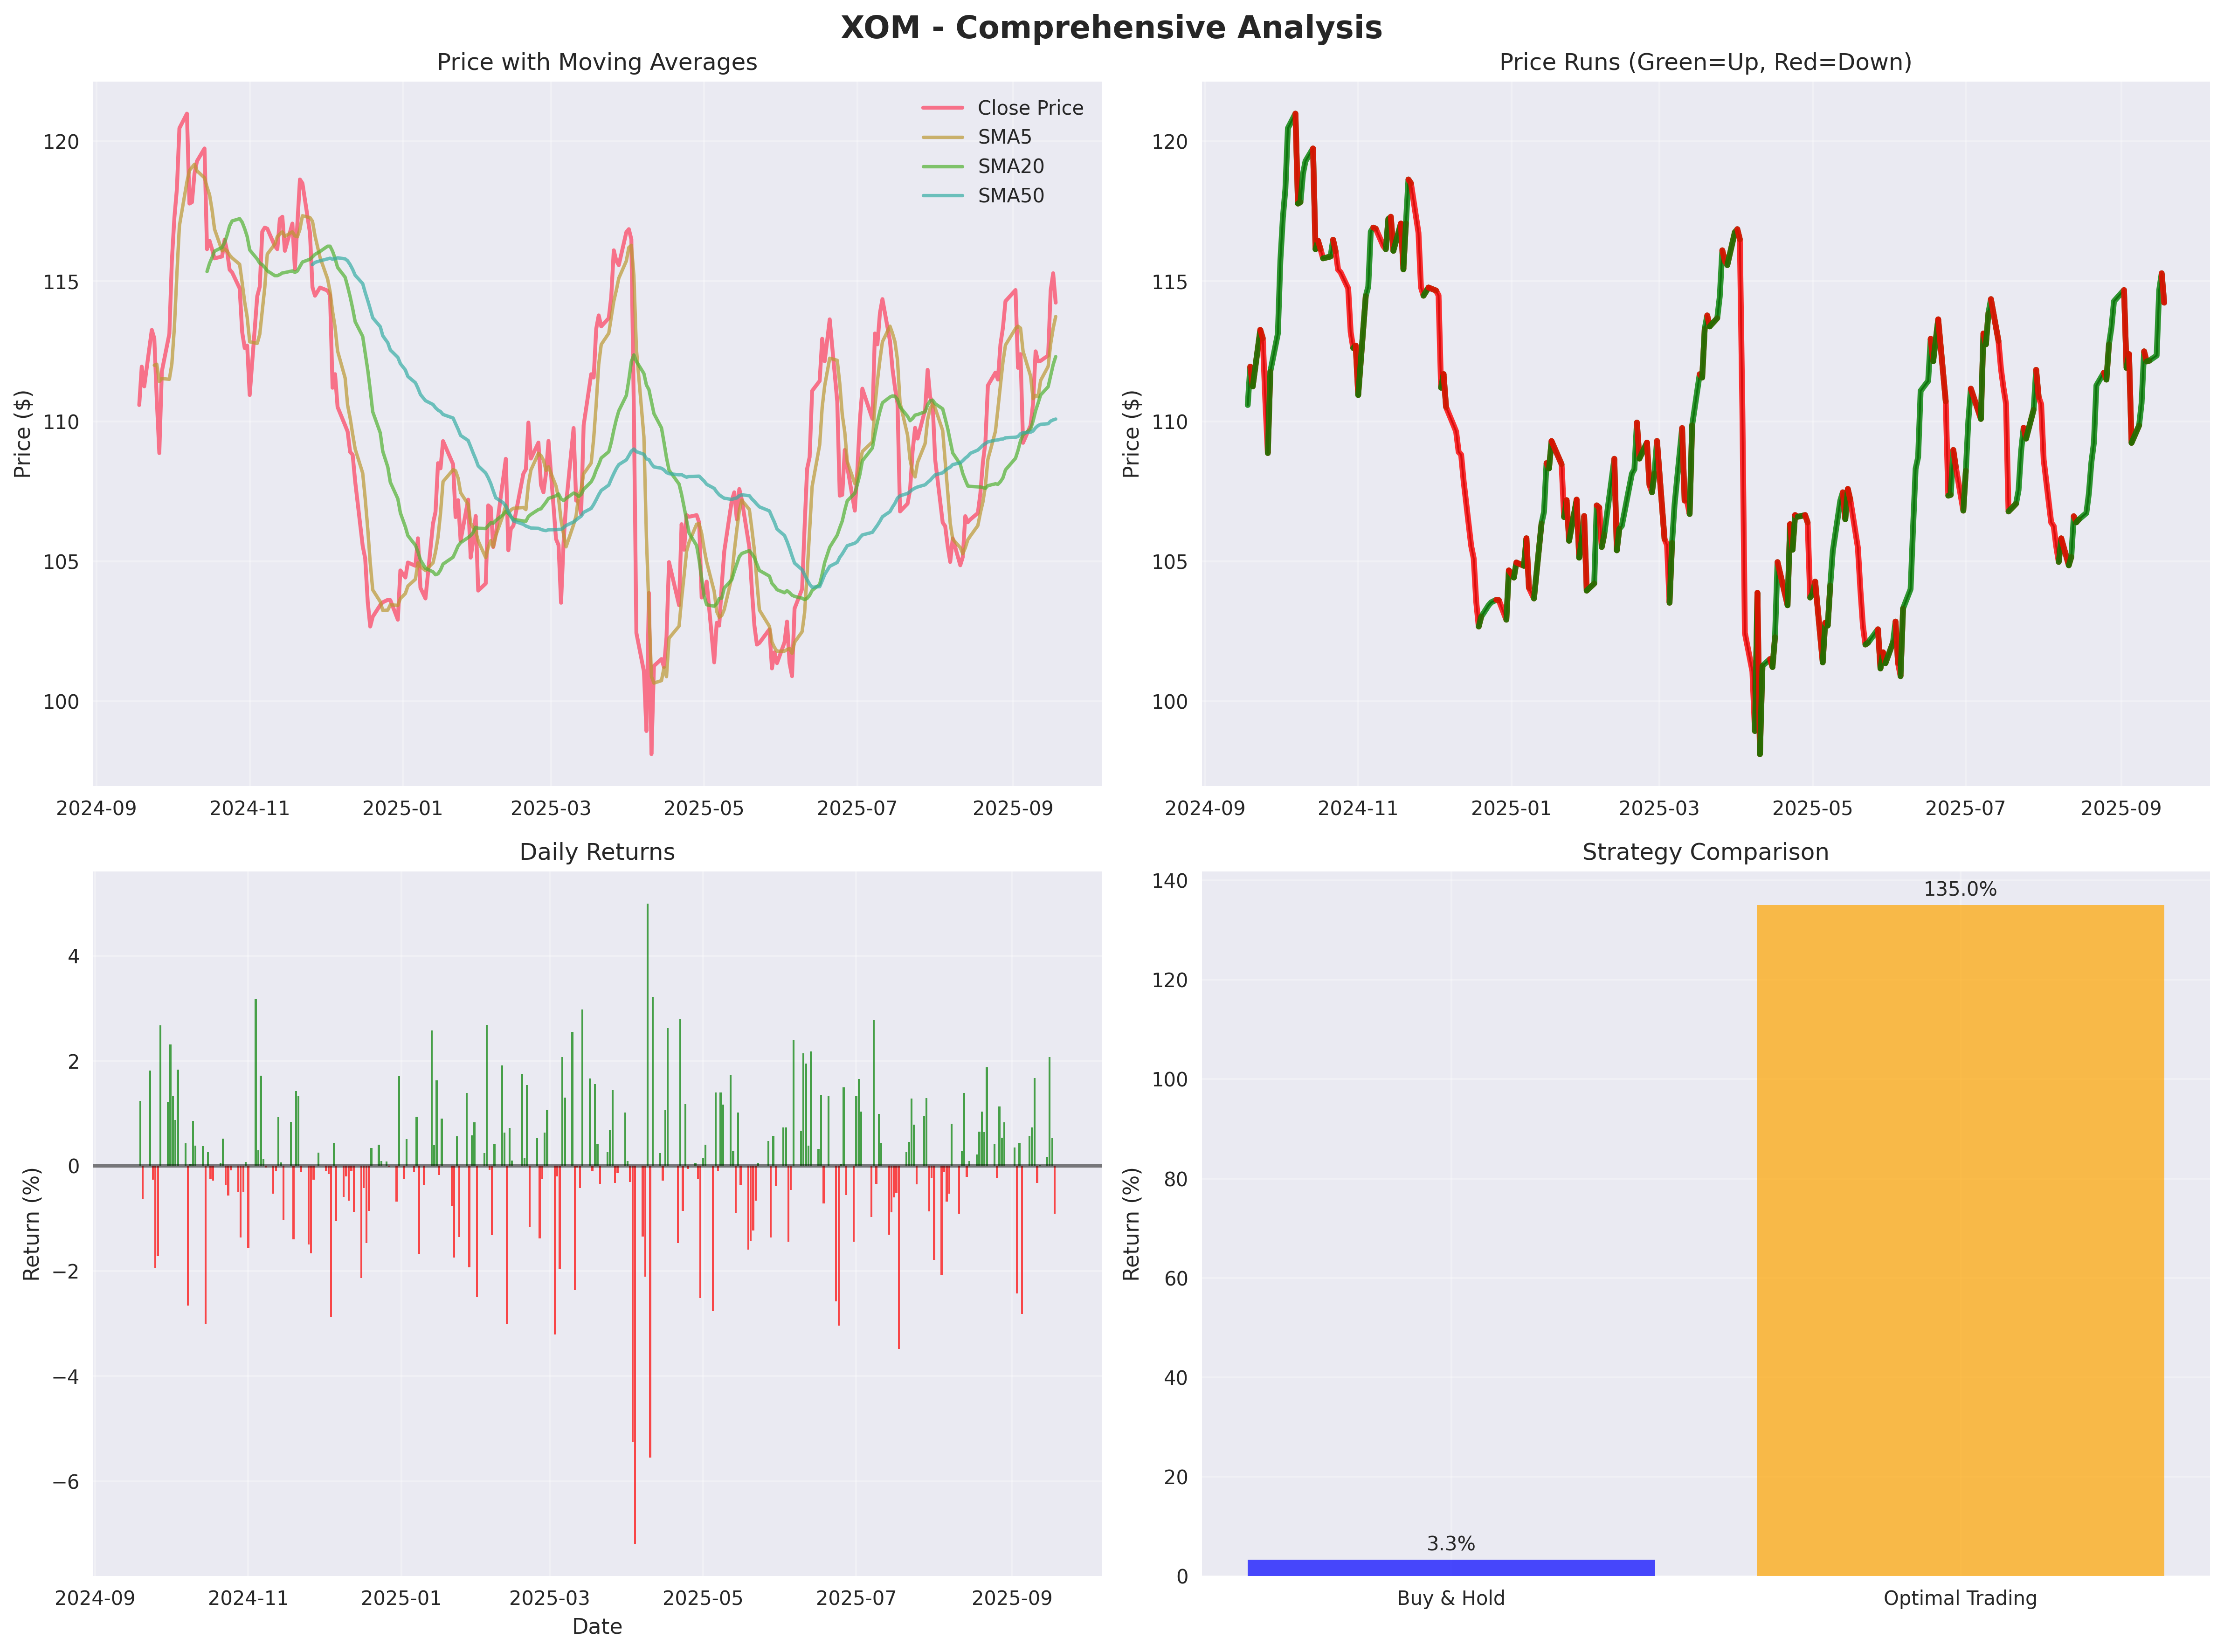 XOM - Comprehensive Analysis
Price with Moving Averages
Price ($)
120
115
110
105
100
2024-09 2024-11 2025-01 2025-03 2025-05 2025-07 2025-09
Close Price
SMA5
SMA20
SMA50
Price Runs (Green=Up, Red=Down)
Price ($)
120
115
110
105
100
2024-09 2024-11 2025-01 2025-03 2025-05 2025-07 2025-09
Daily Returns
Return (%)
4
2
0
−2
−4
−6
2024-09 2024-11 2025-01 2025-03 2025-05 2025-07 2025-09
Date
Strategy Comparison
Return (%)
140
120
100
80
60
40
20
0
3.3%
135.0%
Buy & Hold Optimal Trading